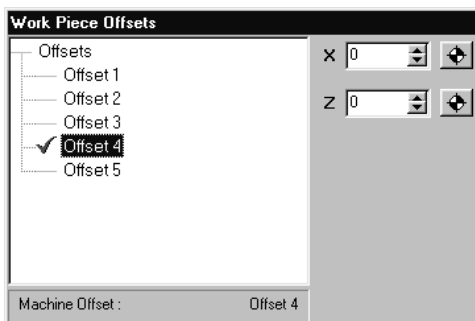 Work Piece Offsets
Offsets
Offset 1
Offset 2
Offset 3
Offset 4
Offset 5
X 0
Z 0
Machine Offset : Offset 4